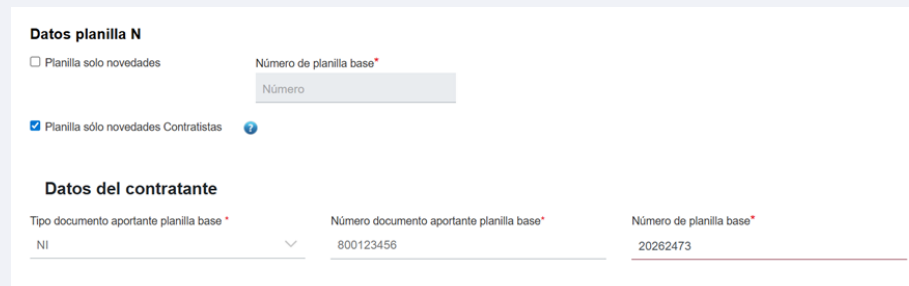 Datos planilla N
Planilla solo novedades
Número de planilla base*
Número
Planilla sólo novedades Contratistas ?
Datos del contratante
Tipo documento aportante planilla base * Número documento aportante planilla base* Número de planilla base*
NI 800123456 20262473